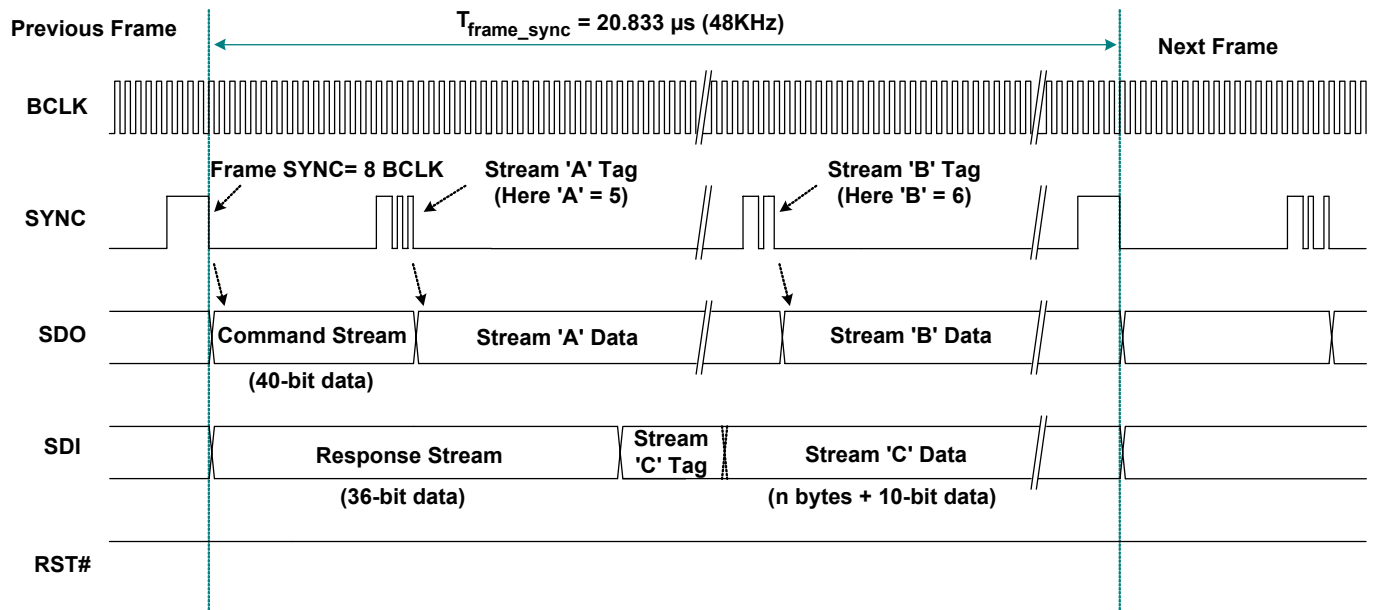 T_frame_sync = 20.833 µs (48KHz)
Previous Frame
Next Frame
BCLK
Frame SYNC= 8 BCLK
Stream 'A' Tag
(Here 'A' = 5)
Stream 'B' Tag
(Here 'B' = 6)
SYNC
SDO
Command Stream
Stream 'A' Data
Stream 'B' Data
(40-bit data)
SDI
Response Stream
Stream
'C' Tag
Stream 'C' Data
(36-bit data)
(n bytes + 10-bit data)
RST#